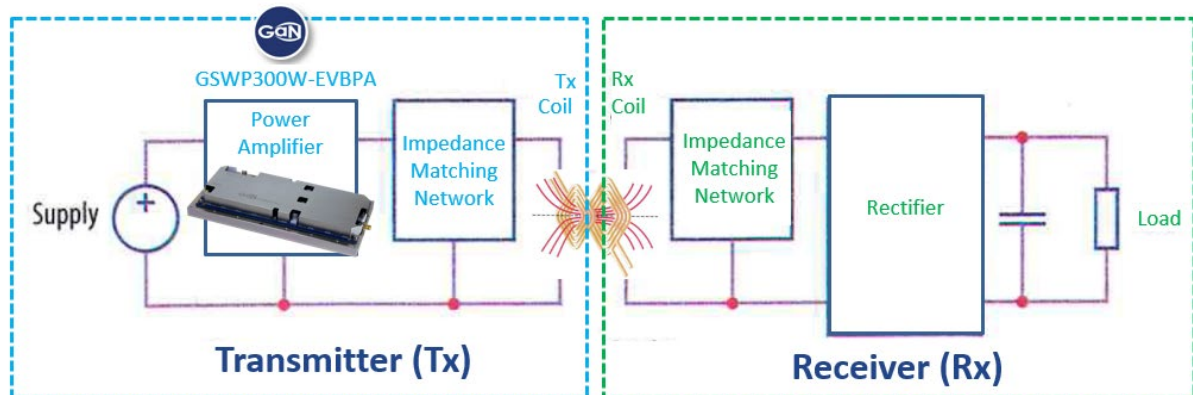 GaN
GSWP300W-EVBPA
Power
Amplifier
Impedance
Matching
Network
Tx
Coil
Supply
+
Transmitter (Tx)
Rx
Coil
Impedance
Matching
Network
Rectifier
Load
Receiver (Rx)